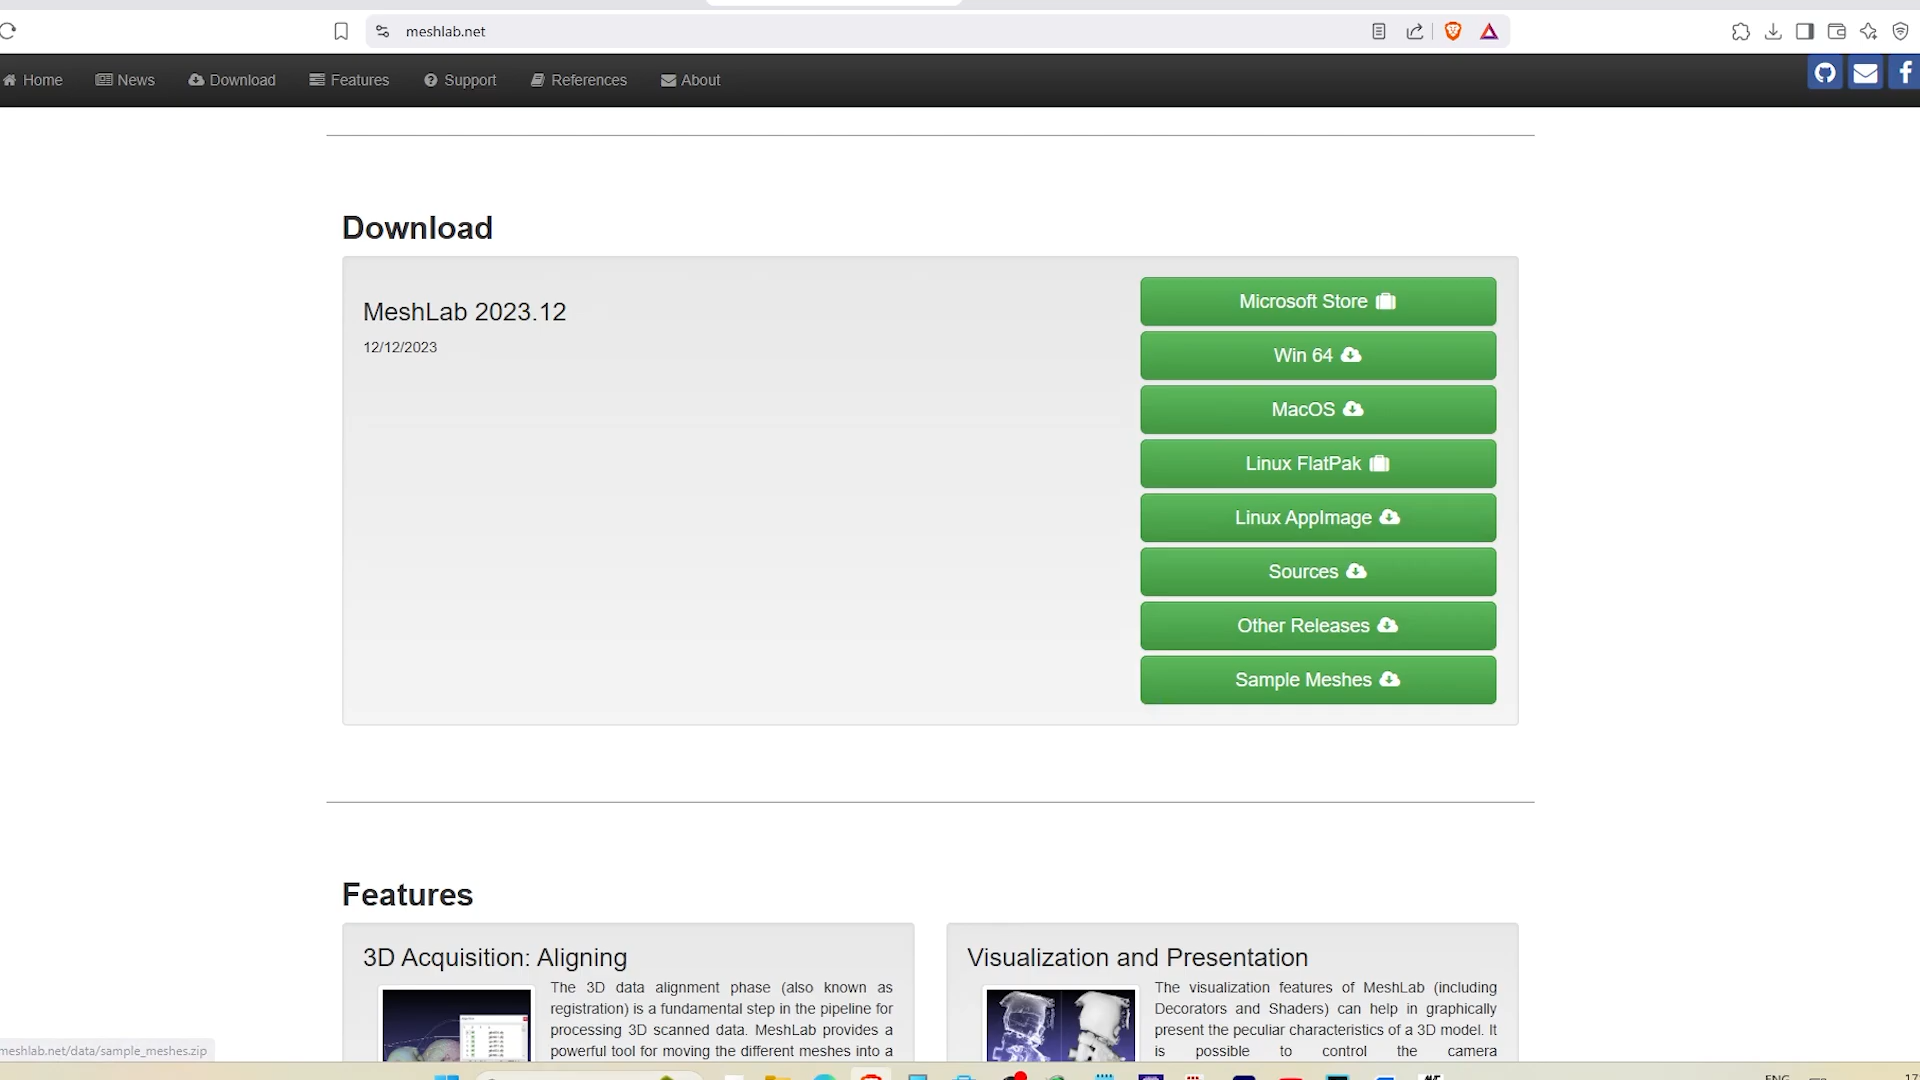 meshlab.net
Home News Download Features Support References About
Download
MeshLab 2023.12
12/12/2023
Microsoft Store
Win 64
MacOS
Linux FlatPak
Linux AppImage
Sources
Other Releases
Sample Meshes
Features
3D Acquisition: Aligning
The 3D data alignment phase (also known as
registration) is a fundamental step in the pipeline for
processing 3D scanned data. MeshLab provides a
powerful tool for moving the different meshes into a
Visualization and Presentation
The visualization features of MeshLab (including
Decorators and Shaders) can help in graphically
present the peculiar characteristics of a 3D model. It
is possible to control the camera
meshlab.net/data/sample_meshes.zip
ENG